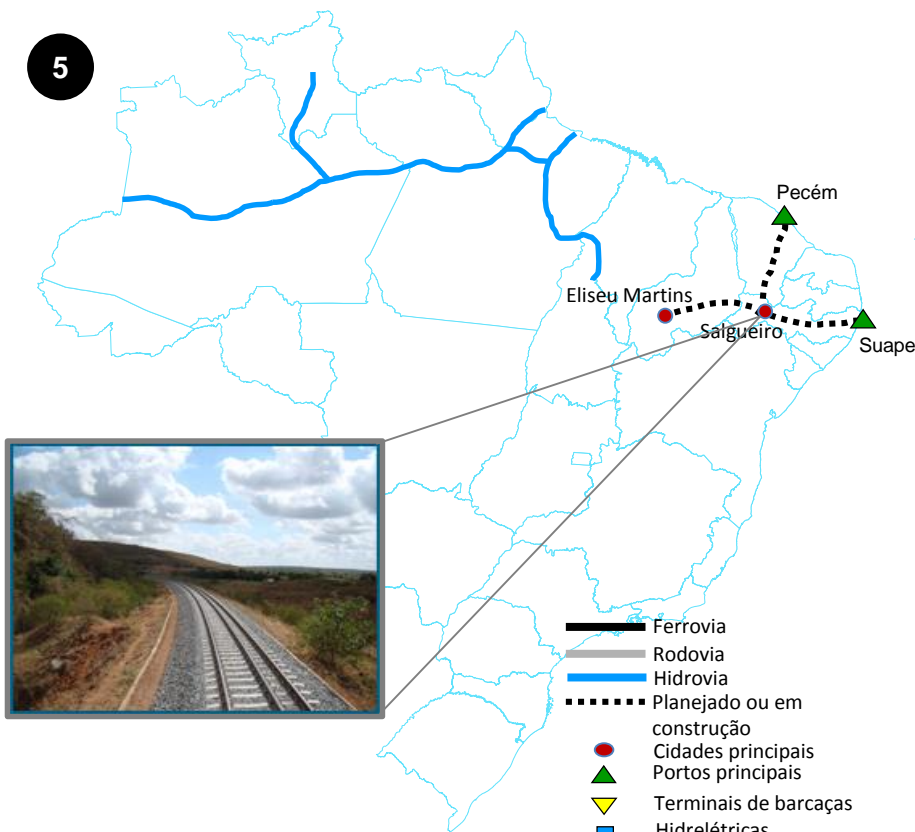 5
Pecém
Eliseu Martins
Salgueiro
Suape
Ferrovia
Rodovia
Hidrovia
Planejado ou em
construção
Cidades principais
Portos principais
Terminais de barcaças
Hidrelétricas